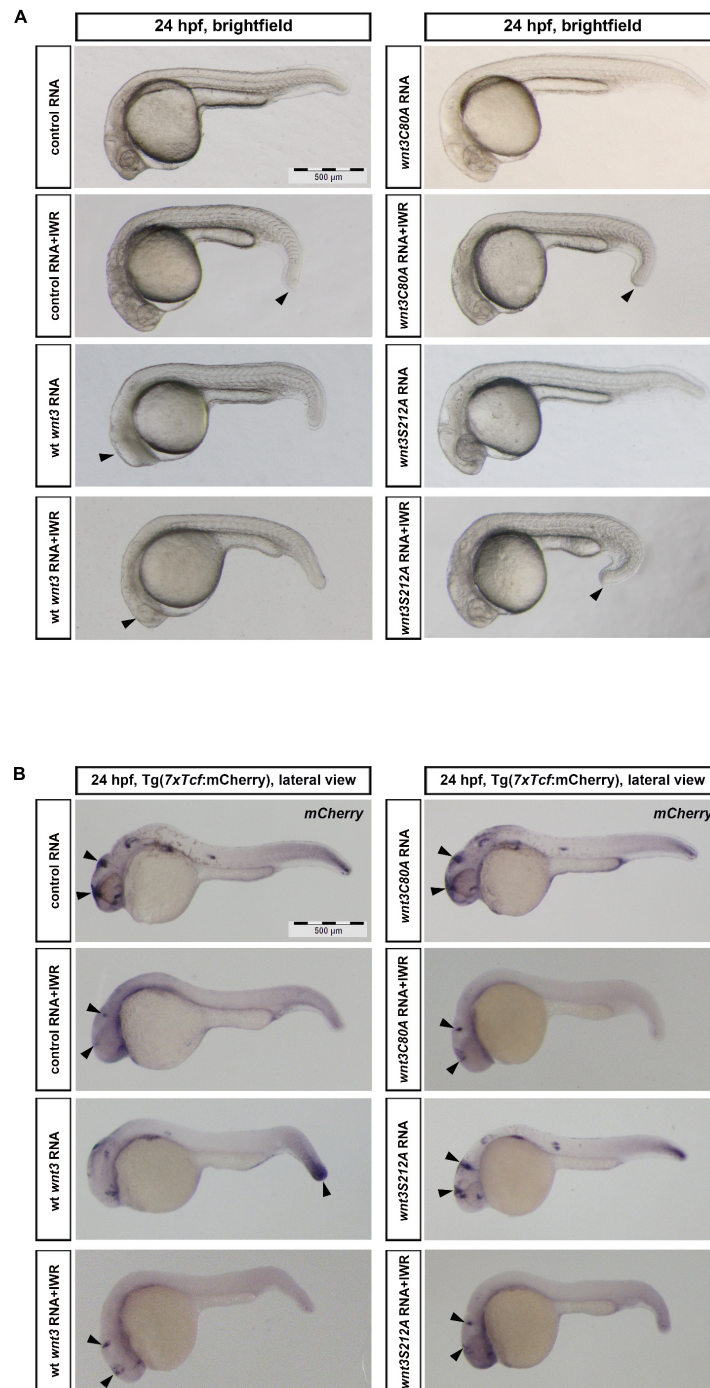 A
24 hpf, brightfield
24 hpf, brightfield
control RNA
500 µm
wnt3C80A RNA
control RNA+IWR
wnt3C80A RNA+IWR
wt wnt3 RNA
wnt3S212A RNA
wt wnt3 RNA+IWR
wnt3S212A RNA+IWR
B
24 hpf, Tg(7xTcf:mCherry), lateral view
24 hpf, Tg(7xTcf:mCherry), lateral view
control RNA
mCherry
500 µm
wnt3C80A RNA
mCherry
control RNA+IWR
wnt3C80A RNA+IWR
wt wnt3 RNA
wnt3S212A RNA
wt wnt3 RNA+IWR
wnt3S212A RNA+IWR